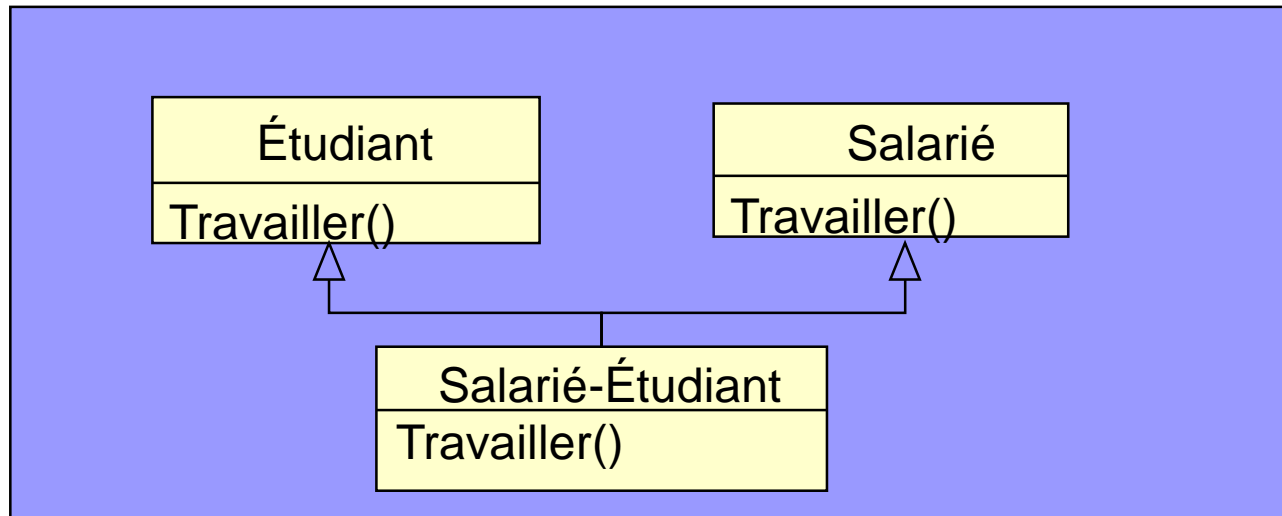 Étudiant
Travailler()
Salarié
Travailler()
Salarié-Étudiant
Travailler()